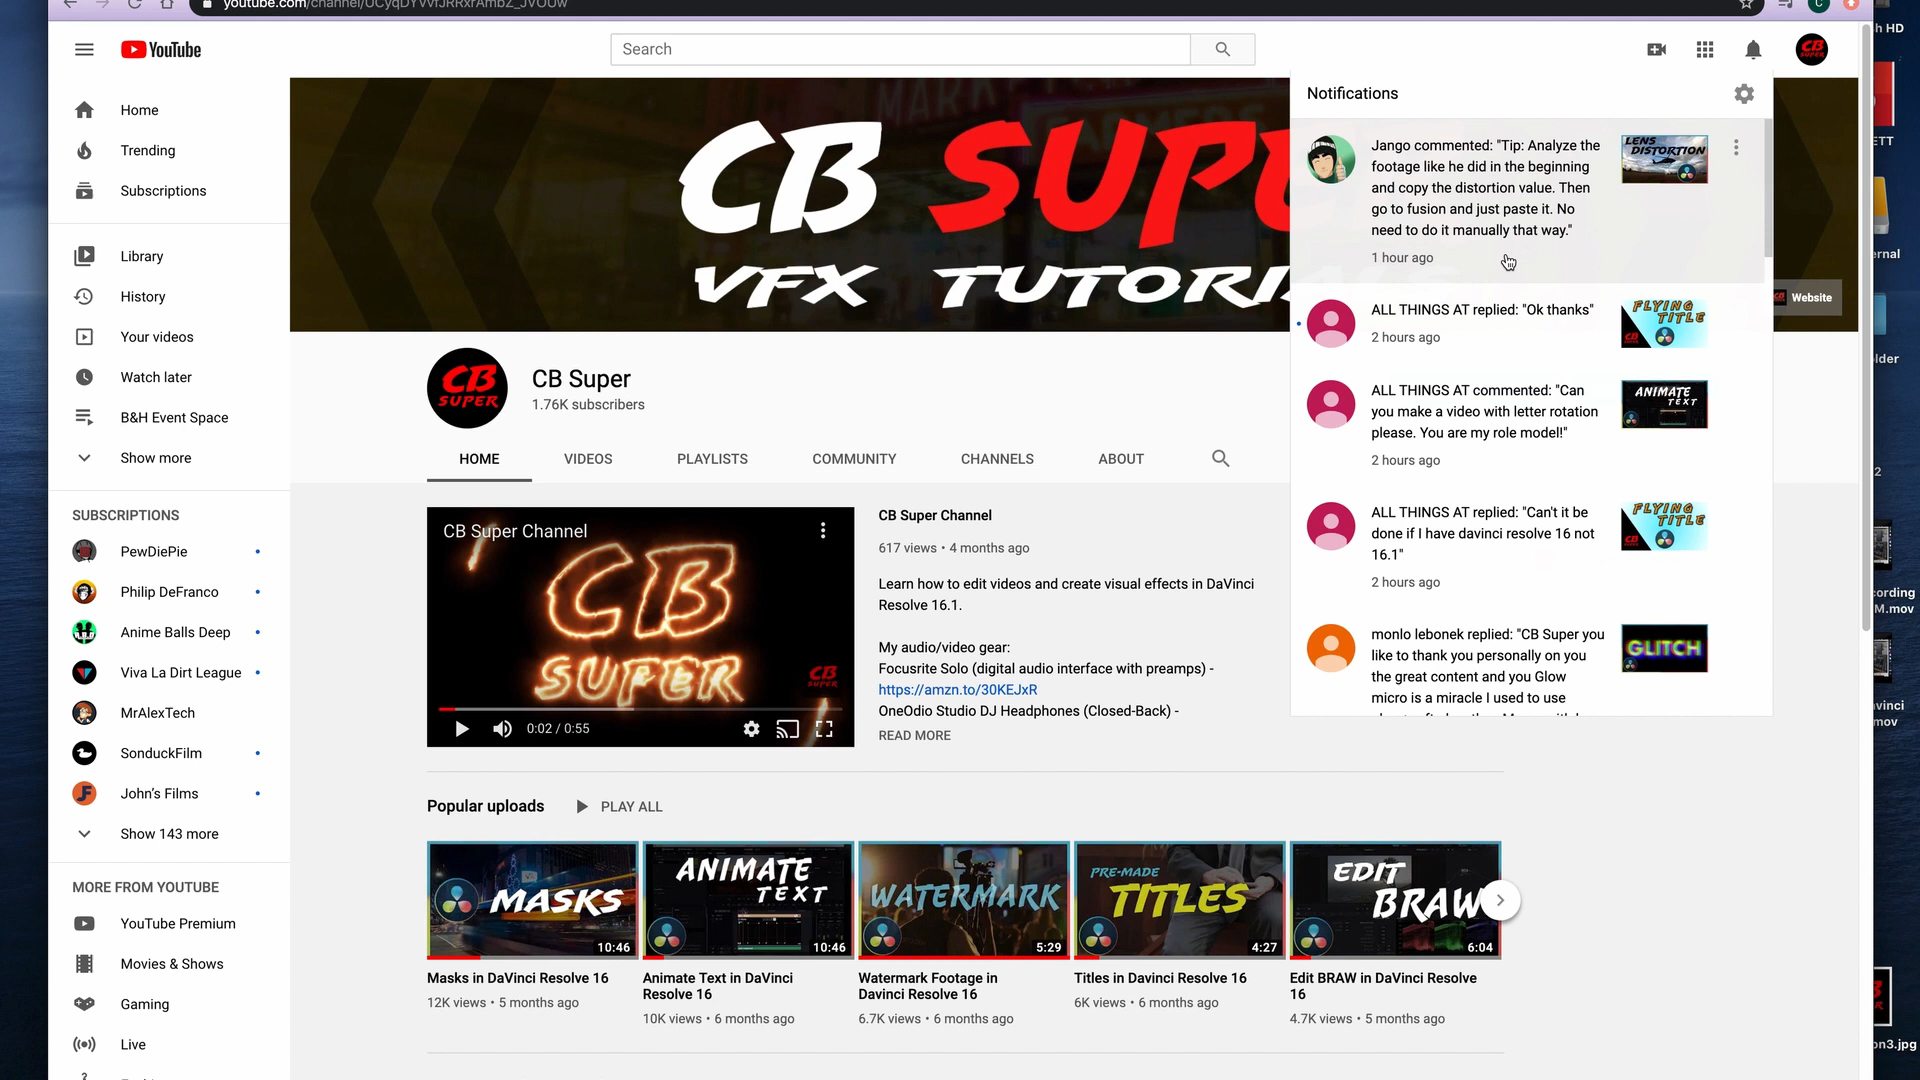 youtube.com/channel/UCyqDYVvfJRRxrAmbZ_JVOUw
YouTube
Search
CB SUPER
Home
Trending
Subscriptions
Library
History
Your videos
Watch later
B&H Event Space
Show more
SUBSCRIPTIONS
PewDiePie
Philip DeFranco
Anime Balls Deep
Viva La Dirt League
MrAlexTech
SonduckFilm
John's Films
Show 143 more
MORE FROM YOUTUBE
YouTube Premium
Movies & Shows
Gaming
Live
CB SUPE
VFX TUTORI
Website
CB SUPER
CB Super
1.76K subscribers
HOME VIDEOS PLAYLISTS COMMUNITY CHANNELS ABOUT
CB Super Channel
CB
SUPER
CB SUPER
0:02 / 0:55
CB Super Channel
617 views • 4 months ago
Learn how to edit videos and create visual effects in DaVinci
Resolve 16.1.
My audio/video gear:
Focusrite Solo (digital audio interface with preamps) -
https://amzn.to/30KEJxR
OneOdio Studio DJ Headphones (Closed-Back) -
READ MORE
Notifications
Jango commented: "Tip: Analyze the
footage like he did in the beginning
and copy the distortion value. Then
go to fusion and just paste it. No
need to do it manually that way."
1 hour ago
LENS
DISTORTION
ALL THINGS AT replied: "Ok thanks"
2 hours ago
FLYING
TITLE
ALL THINGS AT commented: "Can
you make a video with letter rotation
please. You are my role model!"
2 hours ago
ANIMATE
TEXT
ALL THINGS AT replied: "Can't it be
done if I have davinci resolve 16 not
16.1"
2 hours ago
FLYING
TITLE
monlo lebonek replied: "CB Super you
like to thank you personally on you
the great content and you Glow
micro is a miracle I used to use
GLITCH
Popular uploads PLAY ALL
MASKS
10:46
Masks in DaVinci Resolve 16
12K views • 5 months ago
ANIMATE
TEXT
10:46
Animate Text in DaVinci
Resolve 16
10K views • 6 months ago
WATERMARK
5:29
Watermark Footage in
Davinci Resolve 16
6.7K views • 6 months ago
PRE-MADE
TITLES
4:27
Titles in Davinci Resolve 16
6K views • 6 months ago
EDIT
BRAW
6:04
Edit BRAW in DaVinci Resolve
16
4.7K views • 5 months ago
h HD
ETT
ernal
lder
2
cording
M.mov
vinci
mov
on3.jpg